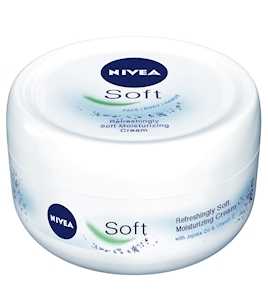 NIVEA
Soft
FACE | BODY | HANDS
Refreshingly
Soft Moisturizing
Cream
NIVEA
Soft
Refreshingly Soft
Moisturizing Cream
with Jojoba Oil & Vitamin E